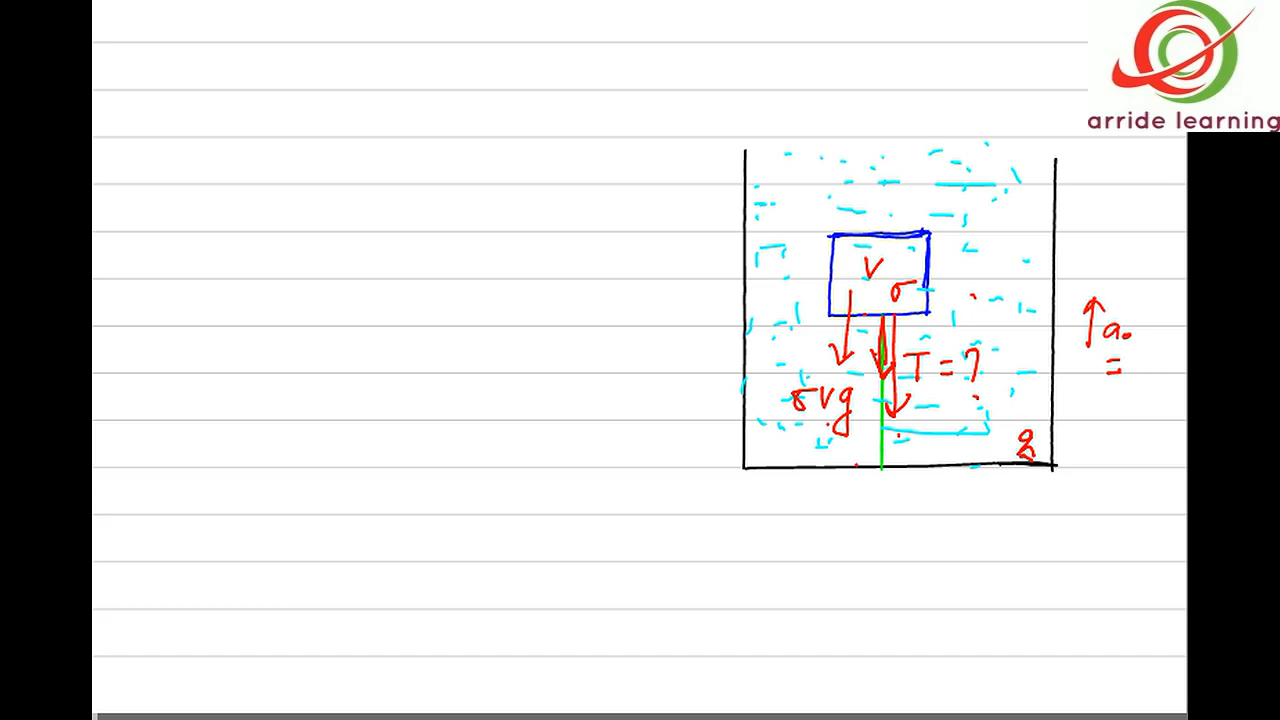 arride learning
V
σ
a₀
T = ?
σVg